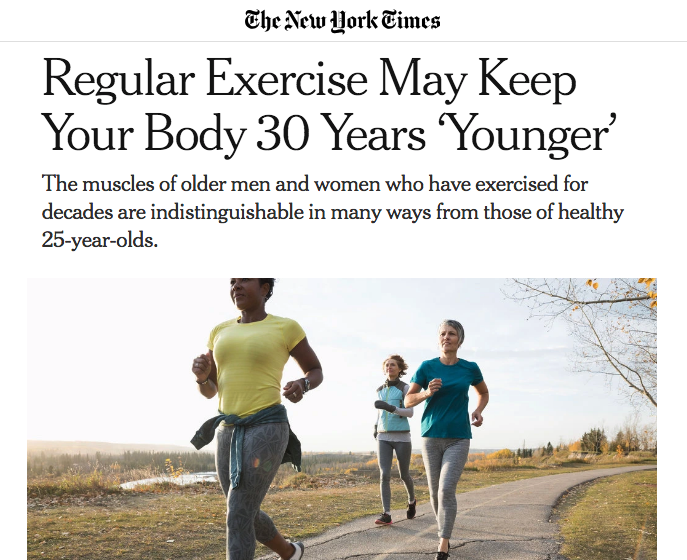 The New York Times
Regular Exercise May Keep
Your Body 30 Years ‘Younger’
The muscles of older men and women who have exercised for
decades are indistinguishable in many ways from those of healthy
25-year-olds.